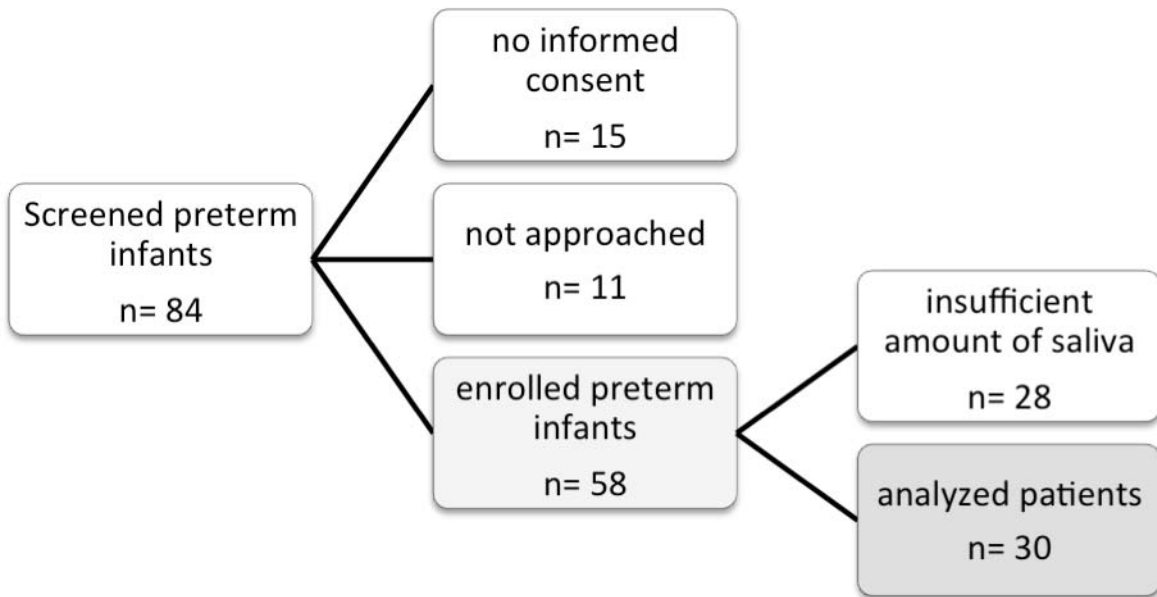 Screened preterm
infants
n= 84
no informed
consent
n= 15
not approached
n= 11
enrolled preterm
infants
n= 58
insufficient
amount of saliva
n= 28
analyzed patients
n= 30